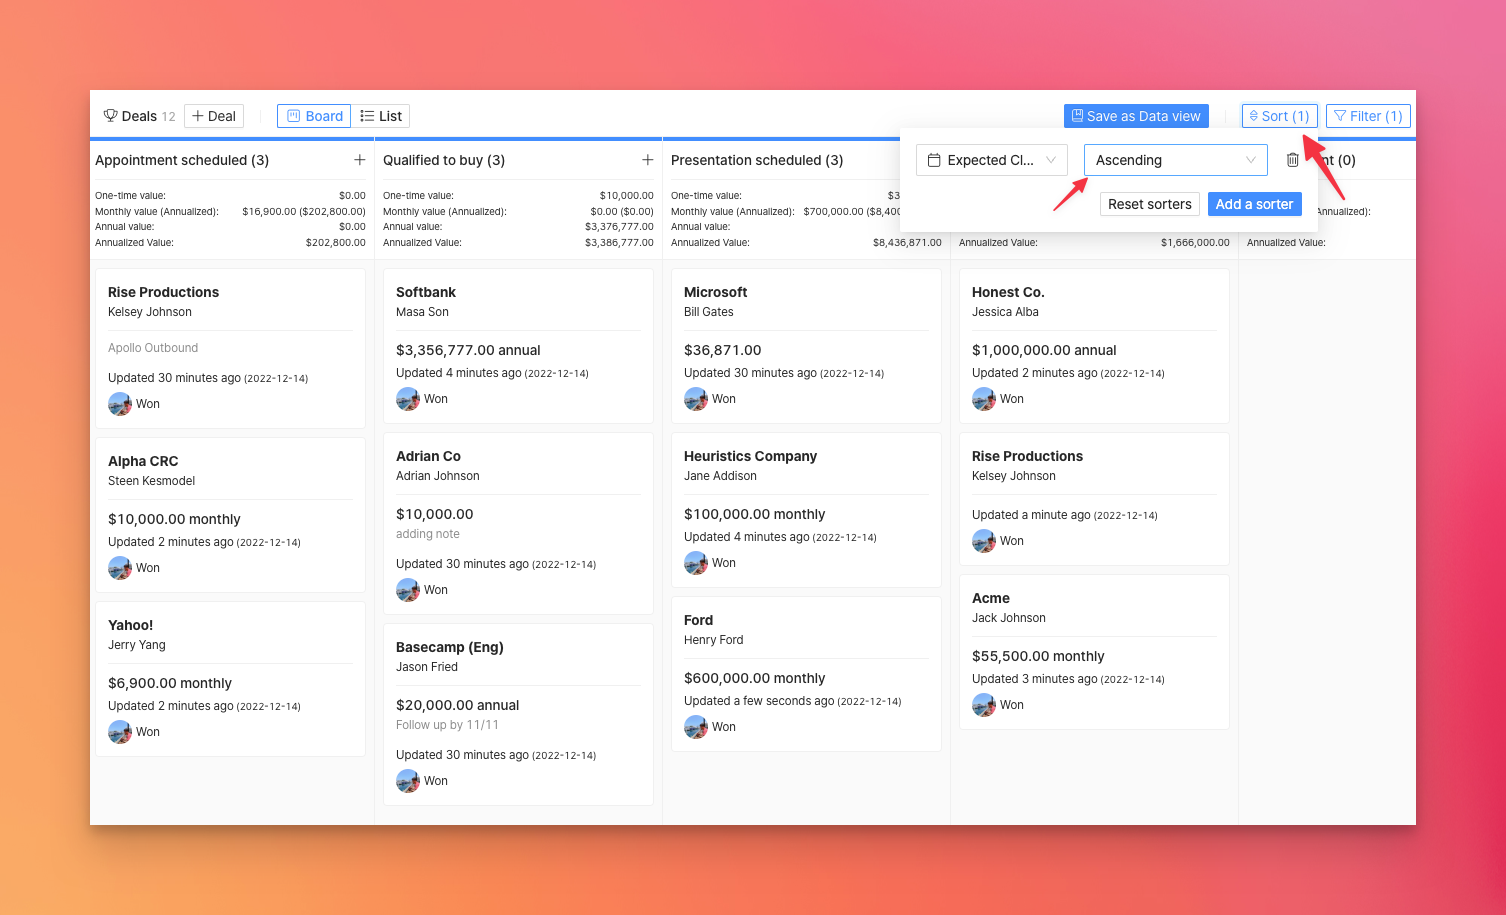 Deals 12
+ Deal
Board
List
Save as Data view
Sort (1)
Filter (1)
Expected Cl...
Ascending
Reset sorters
Add a sorter
Appointment scheduled (3)
One-time value: $0.00
Monthly value (Annualized): $16,900.00 ($202,800.00)
Annual value: $0.00
Annualized Value: $202,800.00
Rise Productions
Kelsey Johnson
Apollo Outbound
Updated 30 minutes ago (2022-12-14)
Won
Alpha CRC
Steen Kesmodel
$10,000.00 monthly
Updated 2 minutes ago (2022-12-14)
Won
Yahoo!
Jerry Yang
$6,900.00 monthly
Updated 2 minutes ago (2022-12-14)
Won
Qualified to buy (3)
One-time value: $10,000.00
Monthly value (Annualized): $0.00 ($0.00)
Annual value: $3,376,777.00
Annualized Value: $3,386,777.00
Softbank
Masa Son
$3,356,777.00 annual
Updated 4 minutes ago (2022-12-14)
Won
Adrian Co
Adrian Johnson
$10,000.00
adding note
Updated 30 minutes ago (2022-12-14)
Won
Basecamp (Eng)
Jason Fried
$20,000.00 annual
Follow up by 11/11
Updated 30 minutes ago (2022-12-14)
Won
Presentation scheduled (3)
One-time value: $3
Monthly value (Annualized): $700,000.00 ($8,400
Annual value:
Annualized Value: $8,436,871.00
Microsoft
Bill Gates
$36,871.00
Updated 30 minutes ago (2022-12-14)
Won
Heuristics Company
Jane Addison
$100,000.00 monthly
Updated 4 minutes ago (2022-12-14)
Won
Ford
Henry Ford
$600,000.00 monthly
Updated a few seconds ago (2022-12-14)
Won
Annualized Value: $1,666,000.00
Honest Co.
Jessica Alba
$1,000,000.00 annual
Updated 2 minutes ago (2022-12-14)
Won
Rise Productions
Kelsey Johnson
Updated a minute ago (2022-12-14)
Won
Acme
Jack Johnson
$55,500.00 monthly
Updated 3 minutes ago (2022-12-14)
Won
nt (0)
Annualized):
Annualized Value: